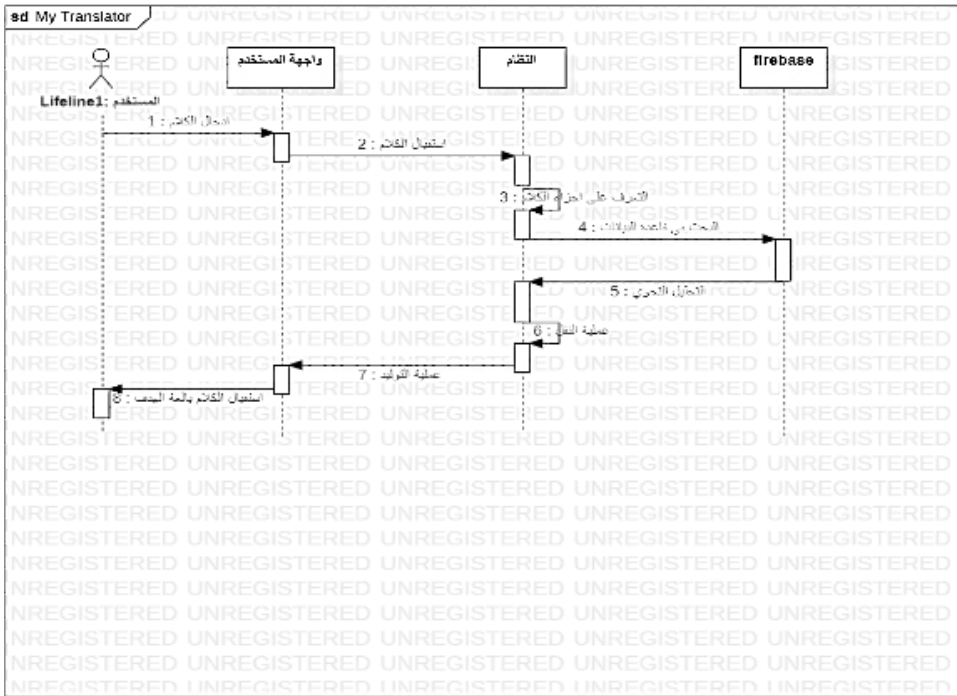 sd My Translator
واجهة المستخدم
النظام
firebase
Lifeline1: المستخدم
1 : ادخال الكلام
2 : استقبال الكلام
3 : التعرف على اجزاء الكلام
4 : البحث في قاعدة البيانات
5 : التحليل النحوي
6 : عملية النقل
7 : عملية التوليد
8 : استقبال الكلام بالغة الهدف
UNREGISTERED